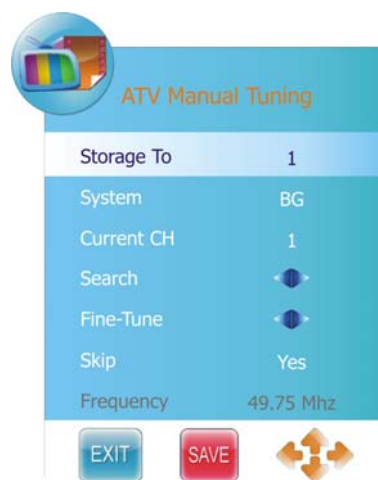 ATV Manual Tuning
Storage To 1
System BG
Current CH 1
Search
Fine-Tune
Skip Yes
Frequency 49.75 Mhz
EXIT SAVE